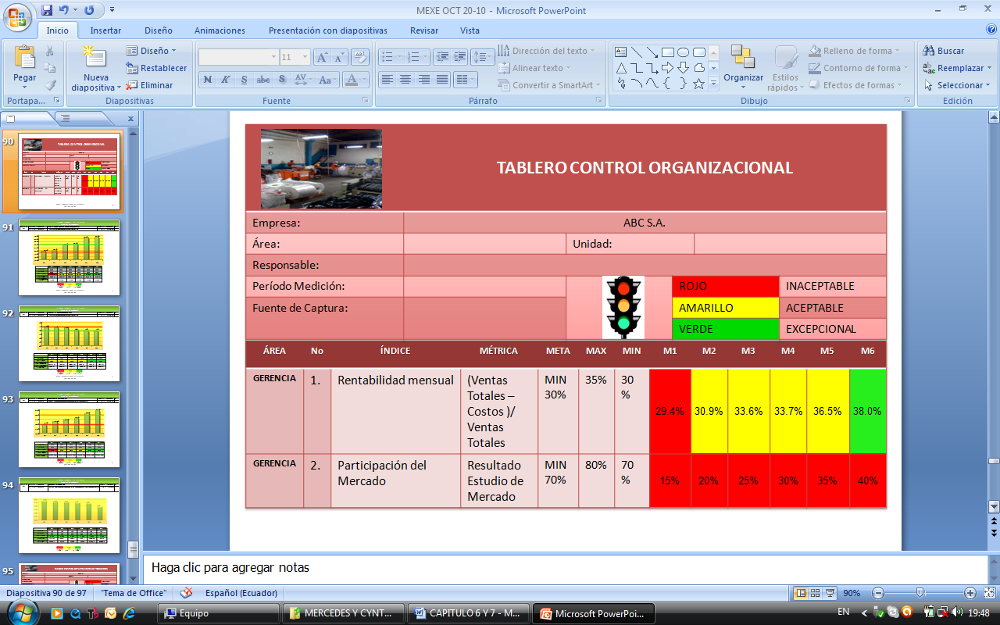 MEXE OCT 20-10 - Microsoft PowerPoint
Inicio Insertar Diseño Animaciones Presentación con diapositivas Revisar Vista
Pegar
Portapa...
Nueva diapositiva
Diseño
Restablecer
Eliminar
Diapositivas
11
N K S abc S AV Aa A
Fuente
Dirección del texto
Alinear texto
Convertir a SmartArt
Párrafo
Organizar
Estilos rápidos
Relleno de forma
Contorno de forma
Efectos de formas
Dibujo
Buscar
Reemplazar
Seleccionar
Edición
90
TABLERO CONTROL ORGANIZACIONAL
91
92
93
94
95
TABLERO CONTROL ORGANIZACIONAL
Empresa: ABC S.A.
Área: Unidad:
Responsable:
Período Medición: ROJO INACEPTABLE
Fuente de Captura: AMARILLO ACEPTABLE
VERDE EXCEPCIONAL
ÁREA No ÍNDICE MÉTRICA META MAX MIN M1 M2 M3 M4 M5 M6
GERENCIA 1. Rentabilidad mensual (Ventas MIN 35% 30
Totales – 30% %
Costos )/ 29.4% 30.9% 33.6% 33.7% 36.5% 38.0%
Ventas
Totales
GERENCIA 2. Participación del Resultado MIN 80% 70
Mercado Estudio de 70% % 15% 20% 25% 30% 35% 40%
Mercado
Haga clic para agregar notas
Diapositiva 90 de 97 "Tema de Office" Español (Ecuador) 90%
Equipo MERCEDES Y CYNT... CAPITULO 6 Y 7 - M... Microsoft PowerPoi... EN 19:48